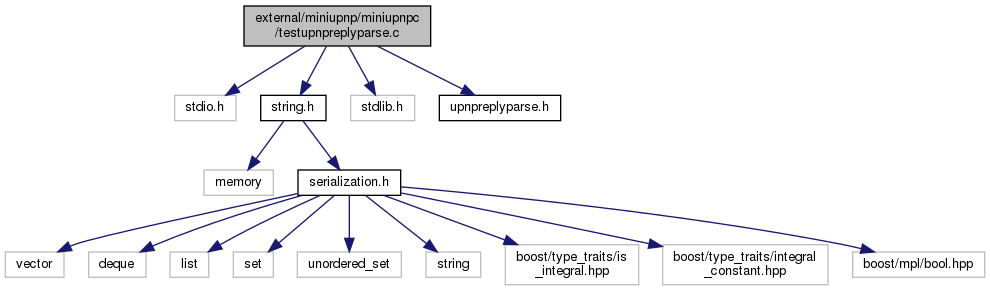 external/miniupnp/miniupnpc
/testupnpreplyparse.c
stdio.h
string.h
stdlib.h
upnpreplyparse.h
memory
serialization.h
vector
deque
list
set
unordered_set
string
boost/type_traits/is
_integral.hpp
boost/type_traits/integral
_constant.hpp
boost/mpl/bool.hpp